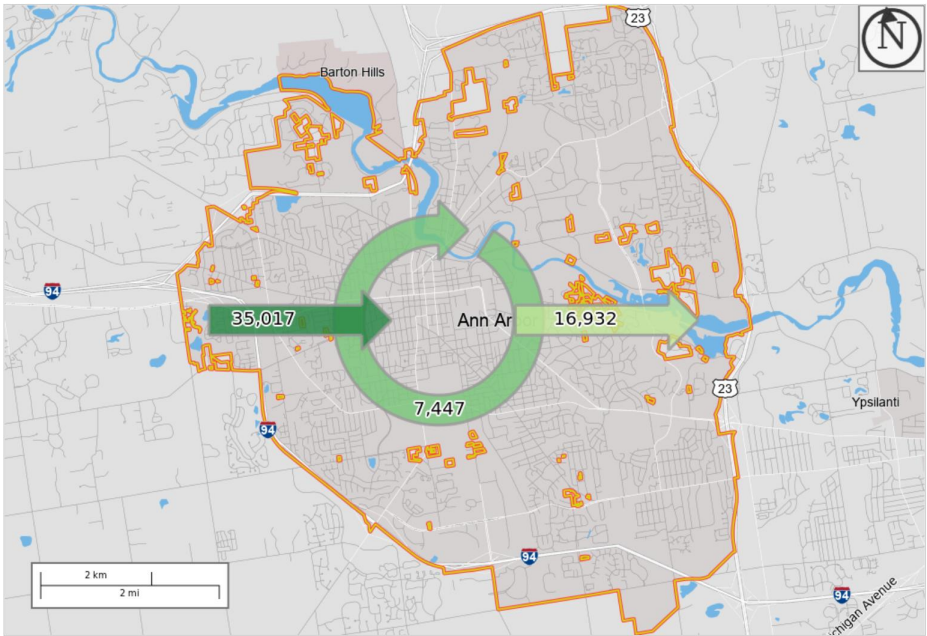 23
N
Barton Hills
94
35,017
Ann Ar
16,932
23
7,447
Ypsilanti
94
94
94
2 km
2 mi
ichigan Avenue